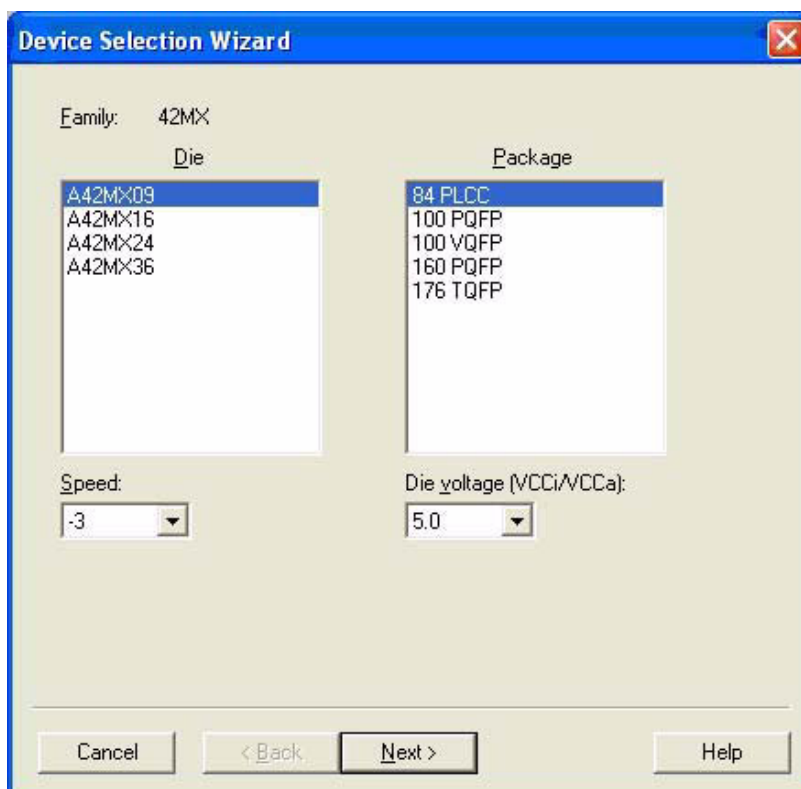 Device Selection Wizard
Family: 42MX
Die
A42MX09
A42MX16
A42MX24
A42MX36
Package
84 PLCC
100 PQFP
100 VQFP
160 PQFP
176 TQFP
Speed:
-3
Die voltage (VCCi/VCCa):
5.0
Cancel
< Back
Next >
Help